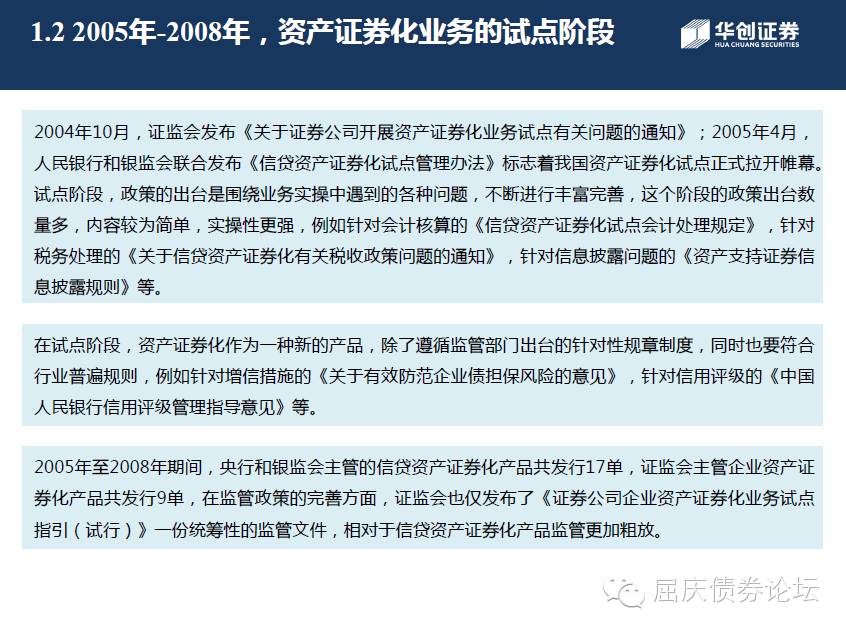 1.2 2005年-2008年，资产证券化业务的试点阶段
华创证券
HUA CHUANG SECURITIES
2004年10月，证监会发布《关于证券公司开展资产证券化业务试点有关问题的通知》；2005年4月，
人民银行和银监会联合发布《信贷资产证券化试点管理办法》标志着我国资产证券化试点正式拉开帷幕。
试点阶段，政策的出台是围绕业务实操中遇到的各种问题，不断进行丰富完善，这个阶段的政策出台数
量多，内容较为简单，实操性更强，例如针对会计核算的《信贷资产证券化试点会计处理规定》，针对
税务处理的《关于信贷资产证券化有关税收政策问题的通知》，针对信息披露问题的《资产支持证券信
息披露规则》等。
在试点阶段，资产证券化作为一种新的产品，除了遵循监管部门出台的针对性规章制度，同时也要符合
行业普遍规则，例如针对增信措施的《关于有效防范企业债担保风险的意见》，针对信用评级的《中国
人民银行信用评级管理指导意见》等。
2005年至2008年期间，央行和银监会主管的信贷资产证券化产品共发行17单，证监会主管企业资产证
券化产品共发行9单，在监管政策的完善方面，证监会也仅发布了《证券公司企业资产证券化业务试点
指引（试行）》一份统筹性的监管文件，相对于信贷资产证券化产品监管更加粗放。
屈庆债券论坛